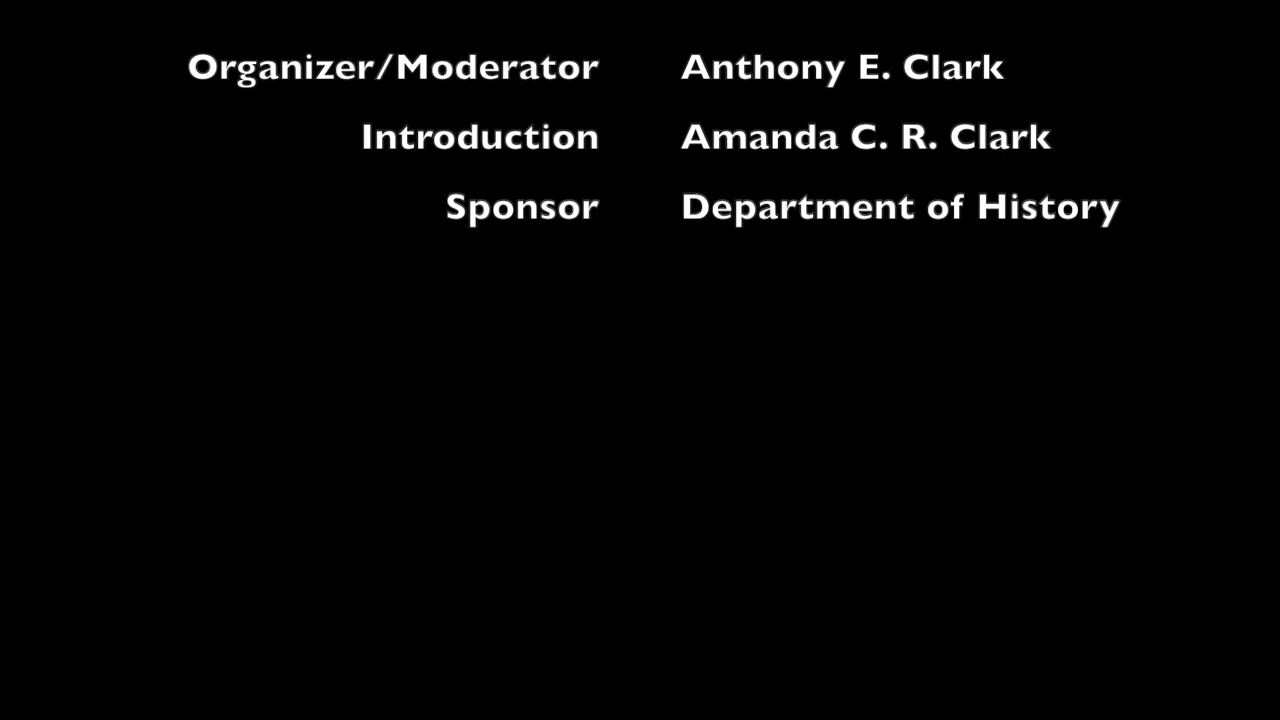 Organizer/Moderator Anthony E. Clark
Introduction Amanda C. R. Clark
Sponsor Department of History